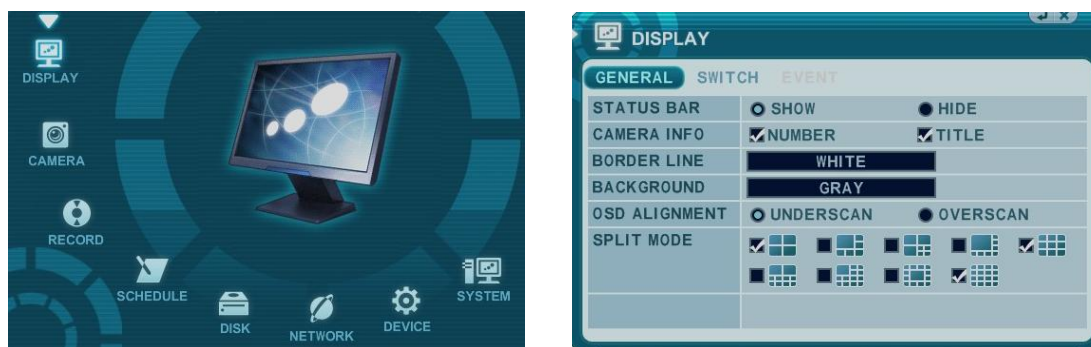 DISPLAY
CAMERA
RECORD
SCHEDULE
DISK
NETWORK
DEVICE
SYSTEM
DISPLAY
GENERAL SWITCH EVENT
STATUS BAR SHOW HIDE
CAMERA INFO NUMBER TITLE
BORDER LINE WHITE
BACKGROUND GRAY
OSD ALIGNMENT UNDERSCAN OVERSCAN
SPLIT MODE